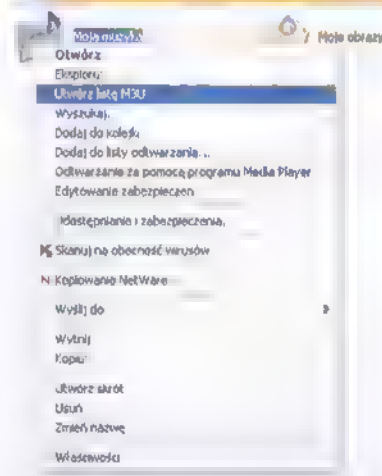 Moja muzyka
Moje obrazy
Otwórz
Eksploruj
Utwórz listę M3U
Wyszukaj...
Dodaj do kolejki
Dodaj do listy odtwarzania...
Odtwarzanie za pomocą programu Media Player
Edytowanie zabezpieczeń
Udostępnianie i zabezpieczenia.
Skanuj na obecność wirusów
N Kopiowanie NetWare
Wyślij do
Wytnij
Kopiuj
Utwórz skrót
Usuń
Zmień nazwę
Właściwości